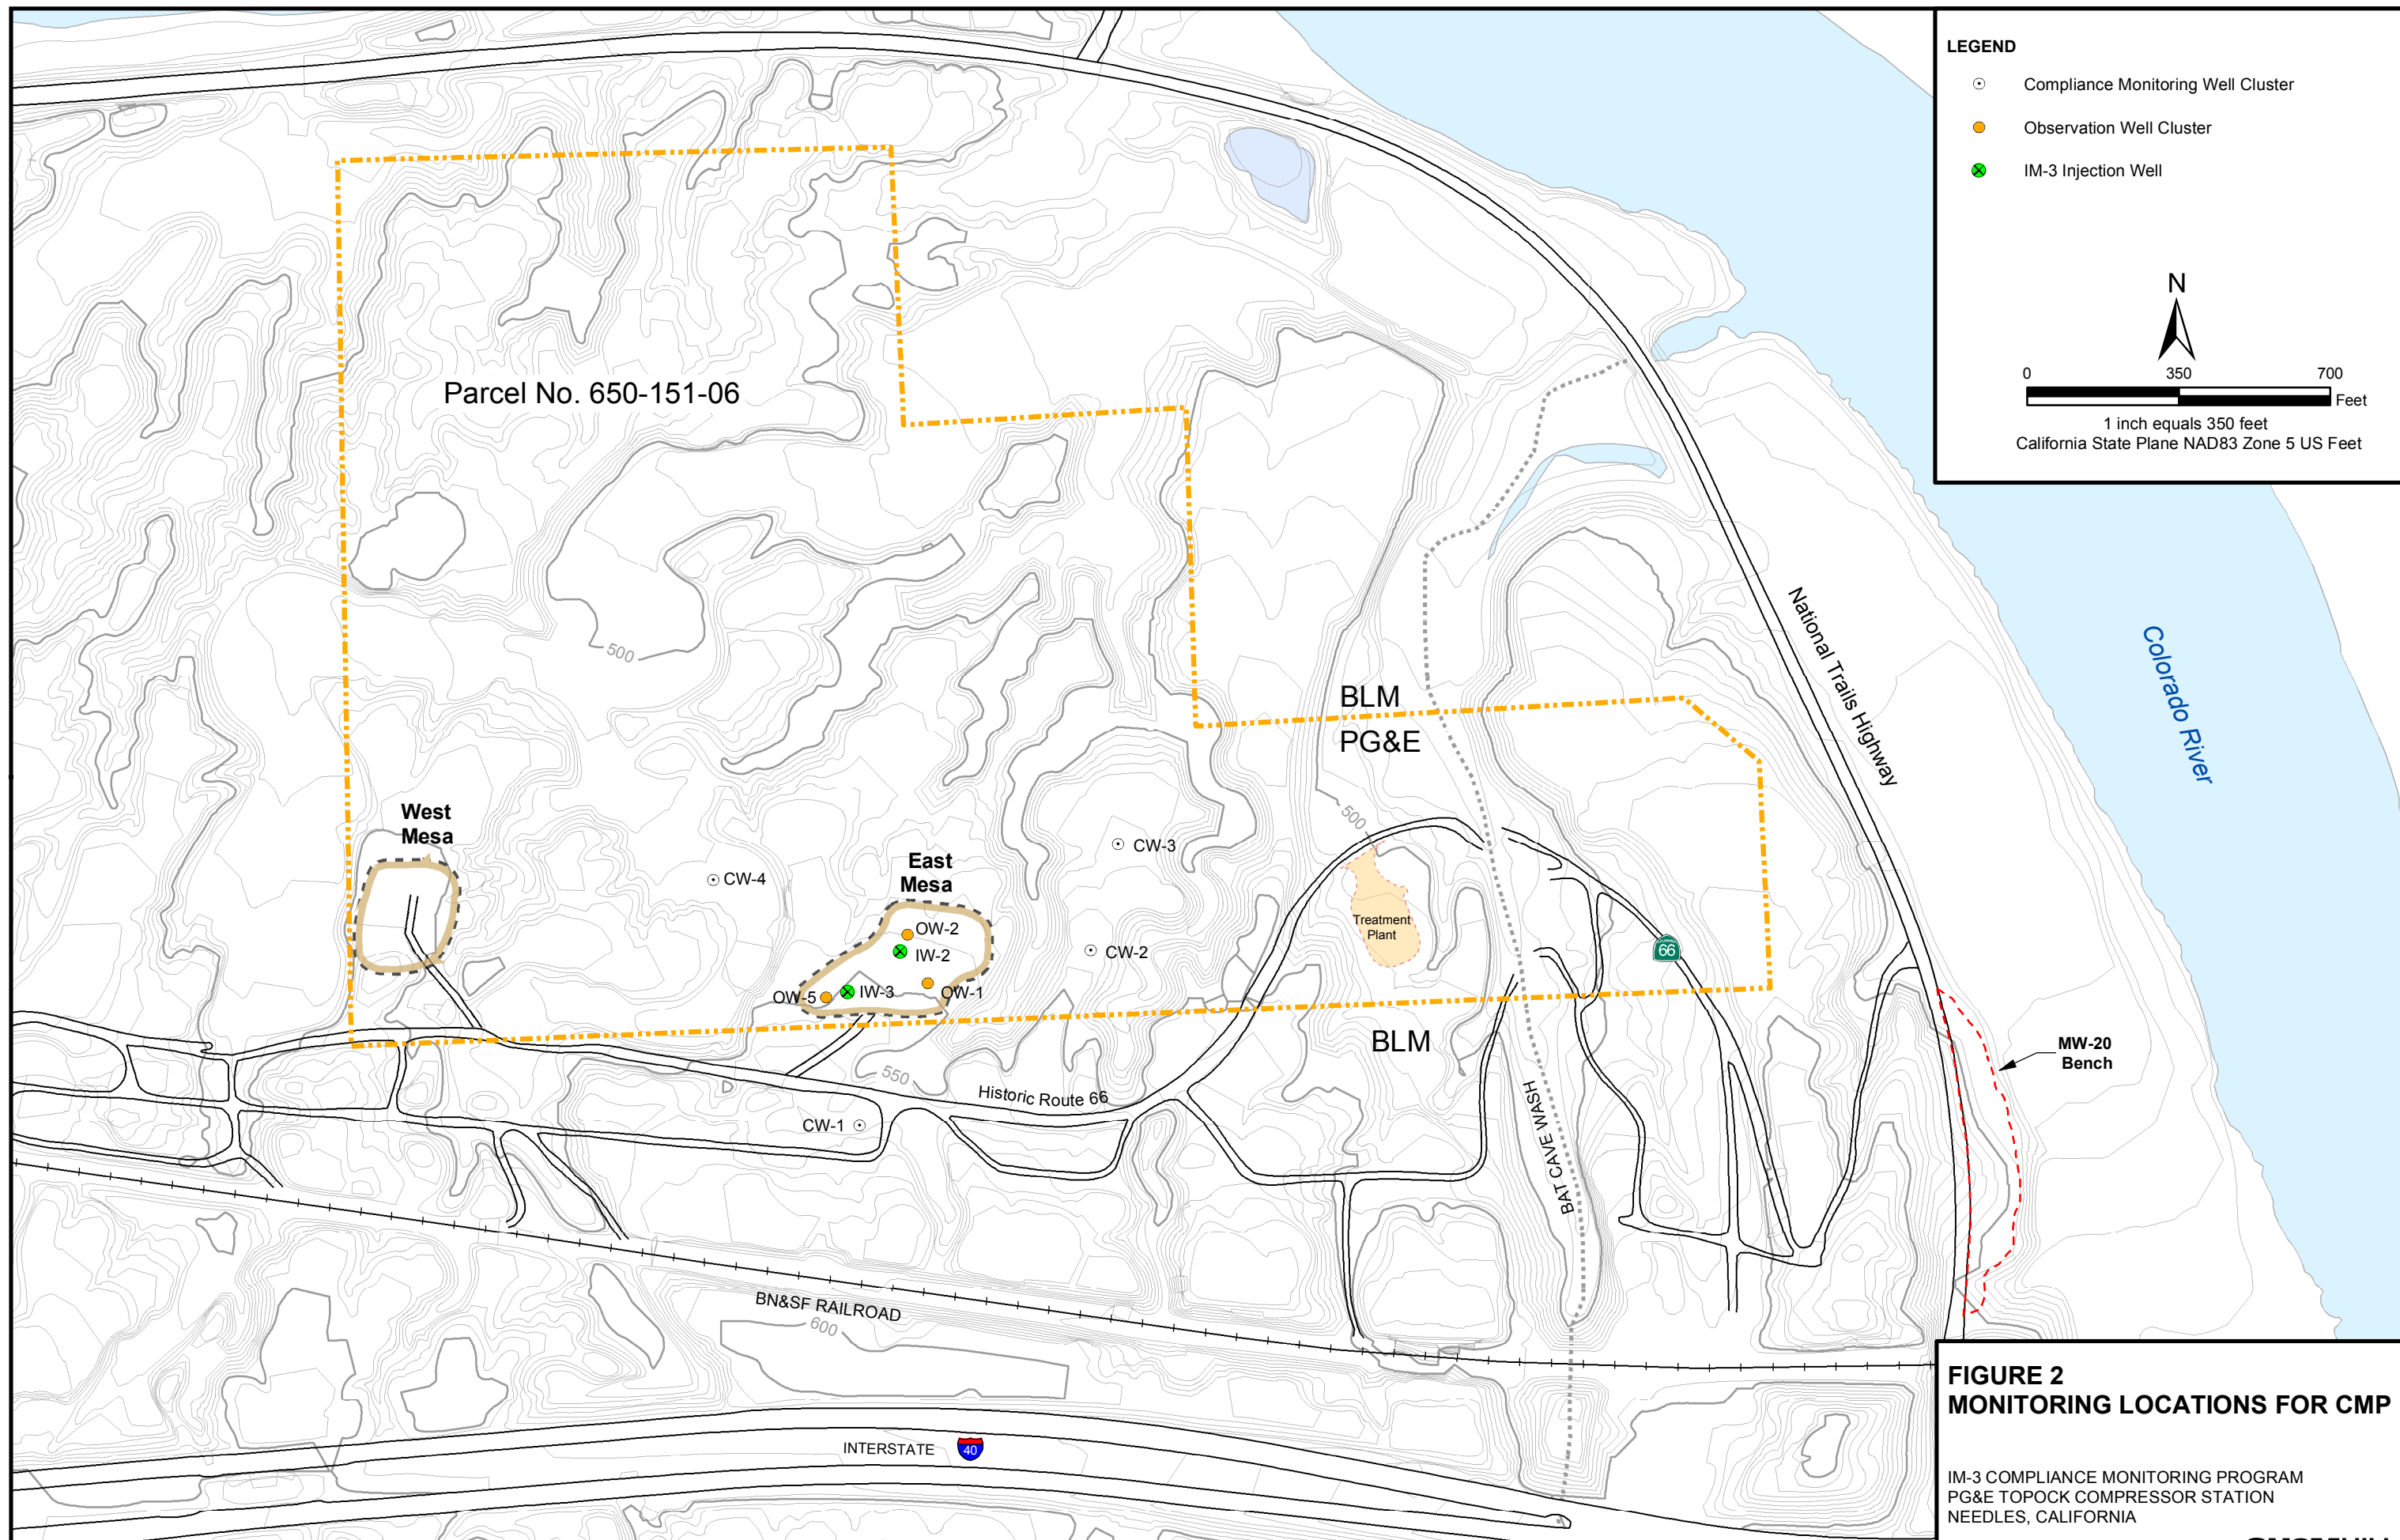 LEGEND
Compliance Monitoring Well Cluster
Observation Well Cluster
IM-3 Injection Well
N
0 350 700
Feet
1 inch equals 350 feet
California State Plane NAD83 Zone 5 US Feet
Parcel No. 650-151-06
500
BLM
PG&E
National Trails Highway
Colorado River
West
Mesa
East
Mesa
CW-3
CW-4
500
OW-2
IW-2
CW-2
Treatment
Plant
66
OW-5
IW-3
OW-1
BLM
MW-20
Bench
550
Historic Route 66
CW-1
BAT CAVE WASH
BN&SF RAILROAD
600
INTERSTATE 40
FIGURE 2
MONITORING LOCATIONS FOR CMP
IM-3 COMPLIANCE MONITORING PROGRAM
PG&E TOPOCK COMPRESSOR STATION
NEEDLES, CALIFORNIA